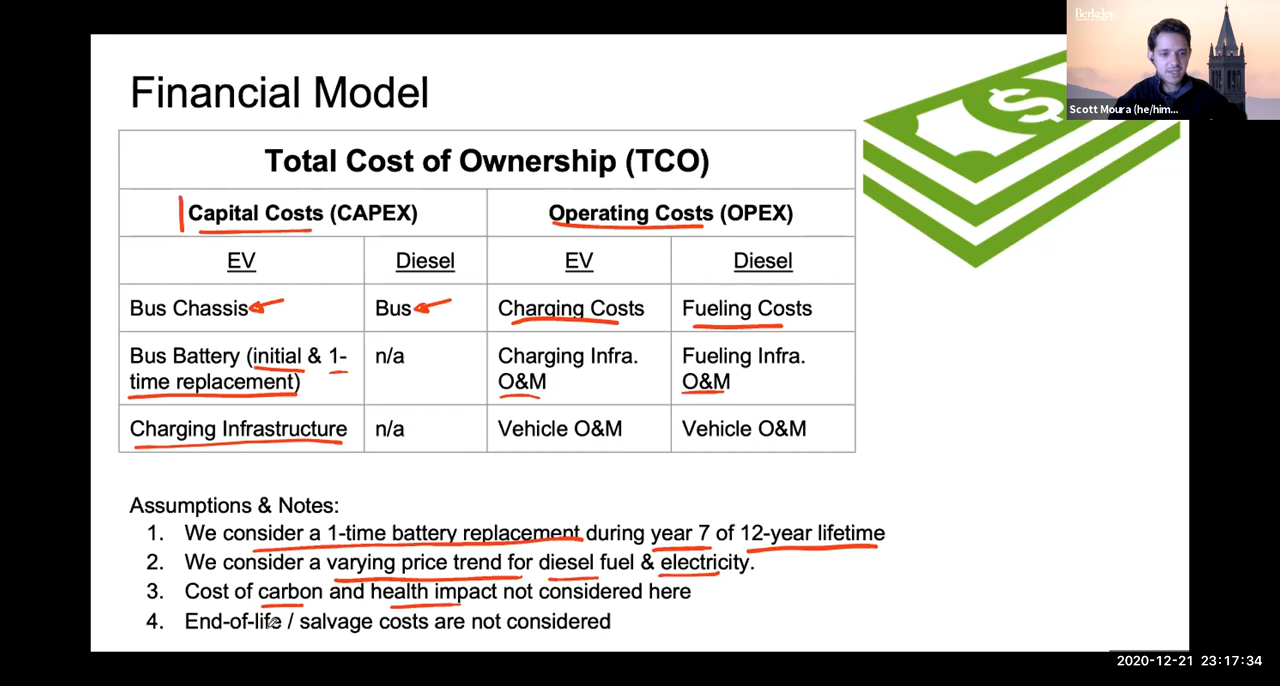 Berkeley
Scott Moura (he/him...
Financial Model
$
Total Cost of Ownership (TCO)
Capital Costs (CAPEX)
Operating Costs (OPEX)
EV
Diesel
EV
Diesel
Bus Chassis
Bus
Charging Costs
Fueling Costs
Bus Battery (initial & 1-
time replacement)
n/a
Charging Infra.
O&M
Fueling Infra.
O&M
Charging Infrastructure
n/a
Vehicle O&M
Vehicle O&M
Assumptions & Notes:
1. We consider a 1-time battery replacement during year 7 of 12-year lifetime
2. We consider a varying price trend for diesel fuel & electricity.
3. Cost of carbon and health impact not considered here
4. End-of-life / salvage costs are not considered
2020-12-21 23:17:34